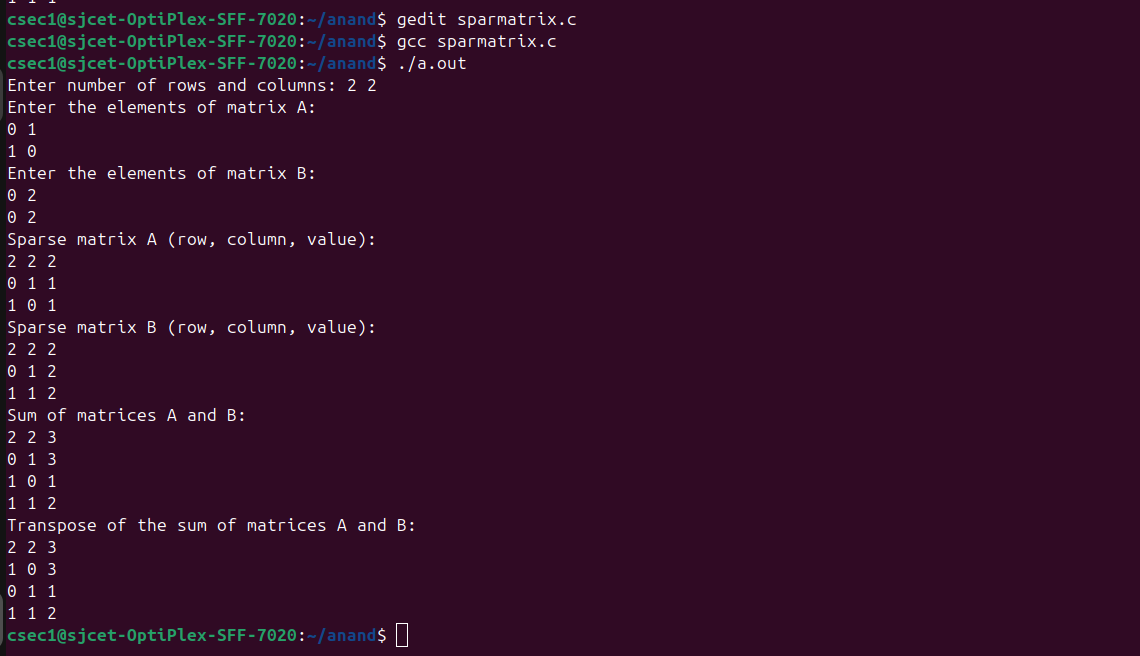 csec1@sjcet-OptiPlex-SFF-7020:~/anand$ gedit sparmatrix.c
csec1@sjcet-OptiPlex-SFF-7020:~/anand$ gcc sparmatrix.c
csec1@sjcet-OptiPlex-SFF-7020:~/anand$ ./a.out
Enter number of rows and columns: 2 2
Enter the elements of matrix A:
0 1
1 0
Enter the elements of matrix B:
0 2
0 2
Sparse matrix A (row, column, value):
2 2 2
0 1 1
1 0 1
Sparse matrix B (row, column, value):
2 2 2
0 1 2
1 1 2
Sum of matrices A and B:
2 2 3
0 1 3
1 0 1
1 1 2
Transpose of the sum of matrices A and B:
2 2 3
1 0 3
0 1 1
1 1 2
csec1@sjcet-OptiPlex-SFF-7020:~/anand$